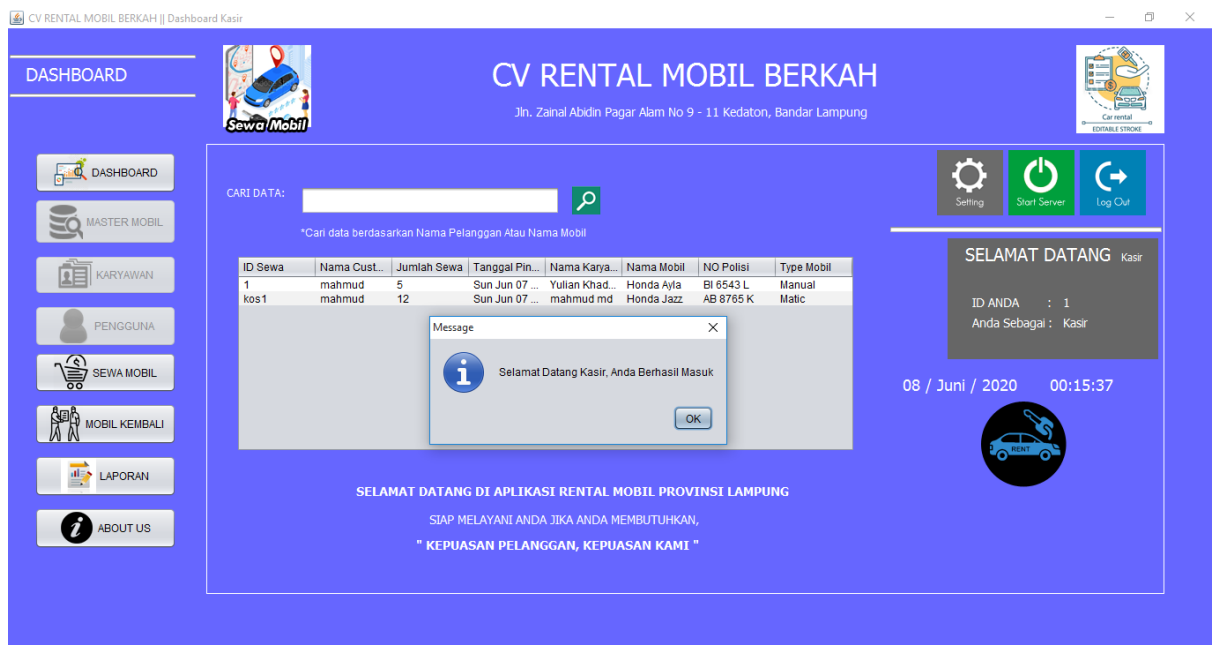 CV RENTAL MOBIL BERKAH || Dashboard Kasir
DASHBOARD
Sewa Mobil
CV RENTAL MOBIL BERKAH
Jln. Zainal Abidin Pagar Alam No 9 - 11 Kedaton, Bandar Lampung
Car rental
EDITABLE STROKE
DASHBOARD
MASTER MOBIL
KARYAWAN
PENGGUNA
SEWA MOBIL
MOBIL KEMBALI
LAPORAN
ABOUT US
CARI DATA:
*Cari data berdasarkan Nama Pelanggan Atau Nama Mobil
ID Sewa Nama Cust... Jumlah Sewa Tanggal Pin... Nama Karya... Nama Mobil NO Polisi Type Mobil
1 mahmud 5 Sun Jun 07 ... Yulian Khad... Honda Ayla BI 6543 L Manual
kos1 mahmud 12 Sun Jun 07 ... mahmud md Honda Jazz AB 8765 K Matic
Message
Selamat Datang Kasir, Anda Berhasil Masuk
OK
SELAMAT DATANG DI APLIKASI RENTAL MOBIL PROVINSI LAMPUNG
SIAP MELAYANI ANDA JIKA ANDA MEMBUTUHKAN,
" KEPUASAN PELANGGAN, KEPUASAN KAMI "
Setting
Start Server
Log Out
SELAMAT DATANG Kasir
ID ANDA : 1
Anda Sebagai : Kasir
08 / Juni / 2020 00:15:37
RENT